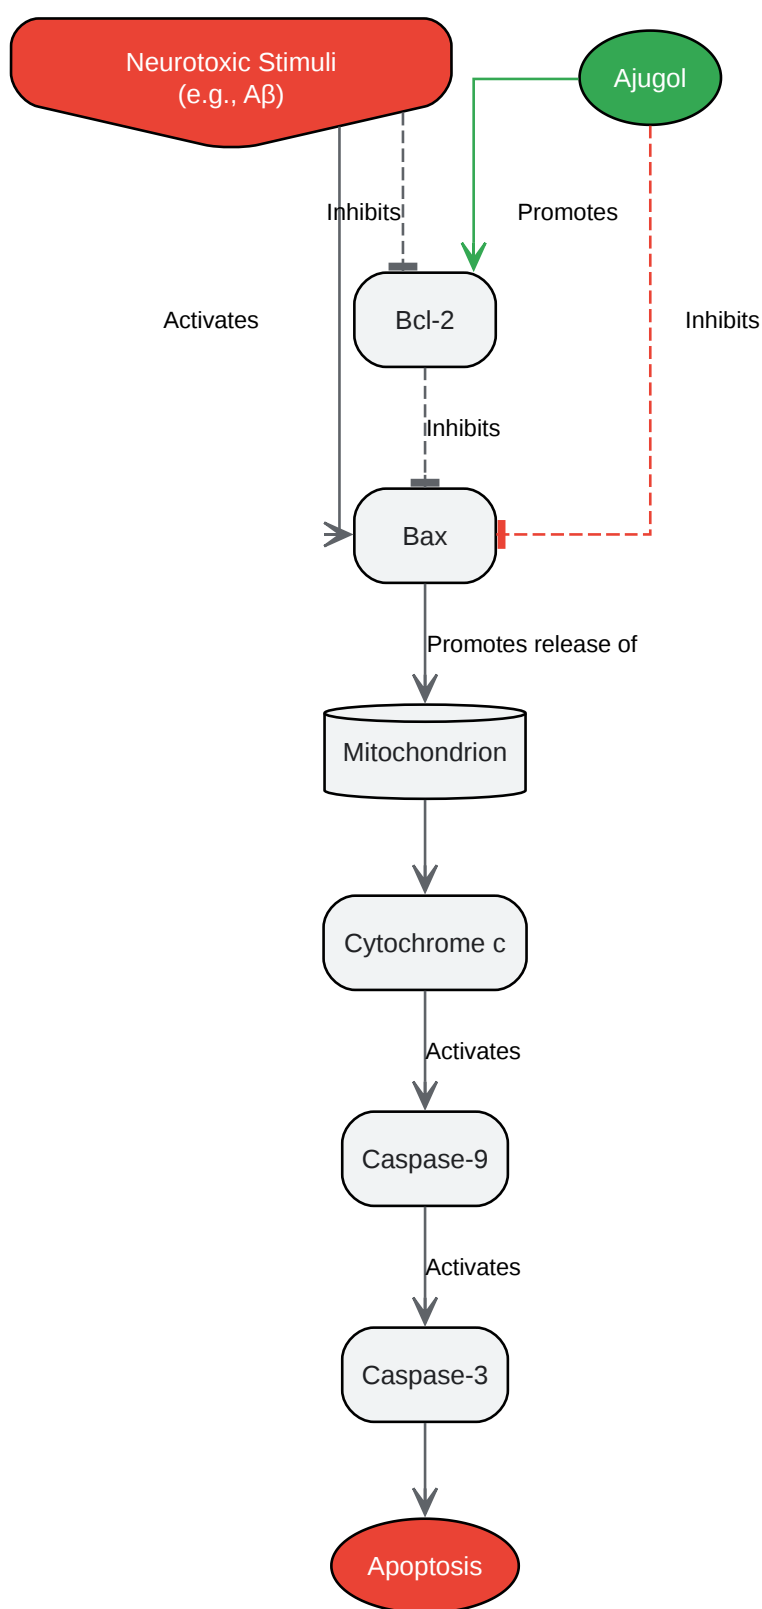 Neurotoxic Stimuli
(e.g., Aβ)
Ajugol
Inhibits
Promotes
Activates
Bcl-2
Inhibits
Inhibits
Bax
Promotes release of
Mitochondrion
Cytochrome c
Activates
Caspase-9
Activates
Caspase-3
Apoptosis